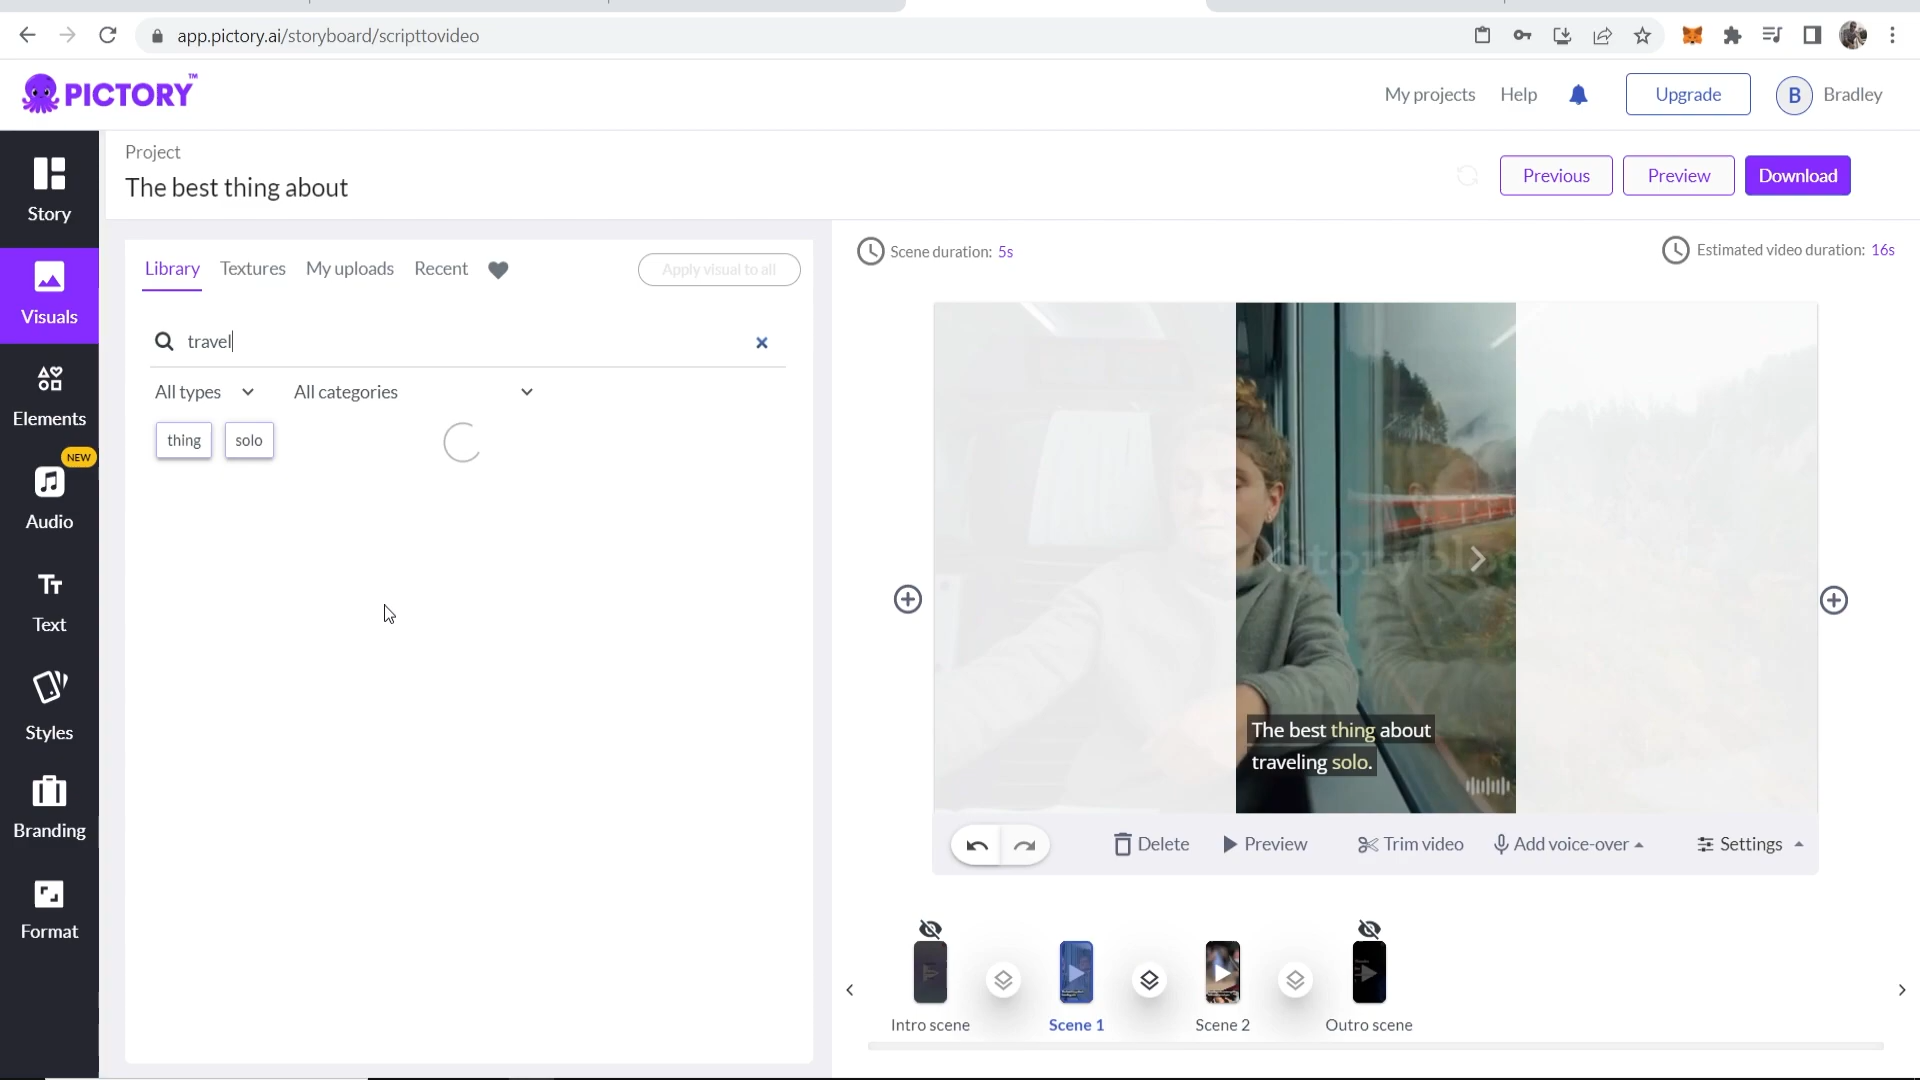 app.pictory.ai/storyboard/scripttovideo
PICTORY™
My projects
Help
Upgrade
B
Bradley
Story
Visuals
Elements
NEW
Audio
Text
Styles
Branding
Format
Project
The best thing about
Previous
Preview
Download
Library
Textures
My uploads
Recent
Apply visual to all
travel
All types
All categories
thing
solo
Scene duration: 5s
Estimated video duration: 16s
The best thing about
traveling solo.
Delete
Preview
Trim video
Add voice-over
Settings
Intro scene
Scene 1
Scene 2
Outro scene